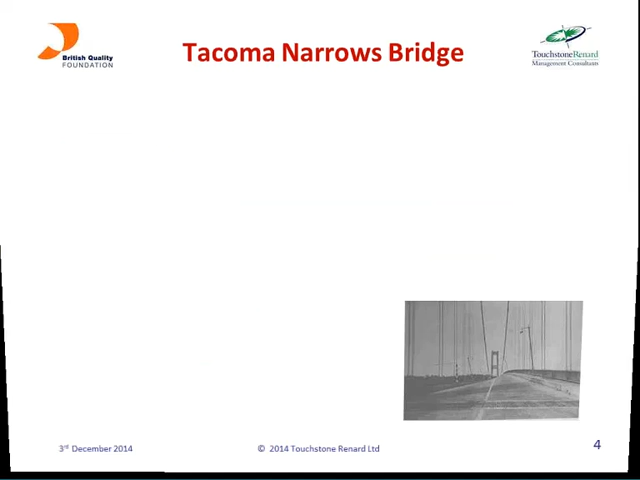 British Quality
FOUNDATION
Tacoma Narrows Bridge
TouchstoneRenard
Management Consultants
3rd December 2014
© 2014 Touchstone Renard Ltd
4